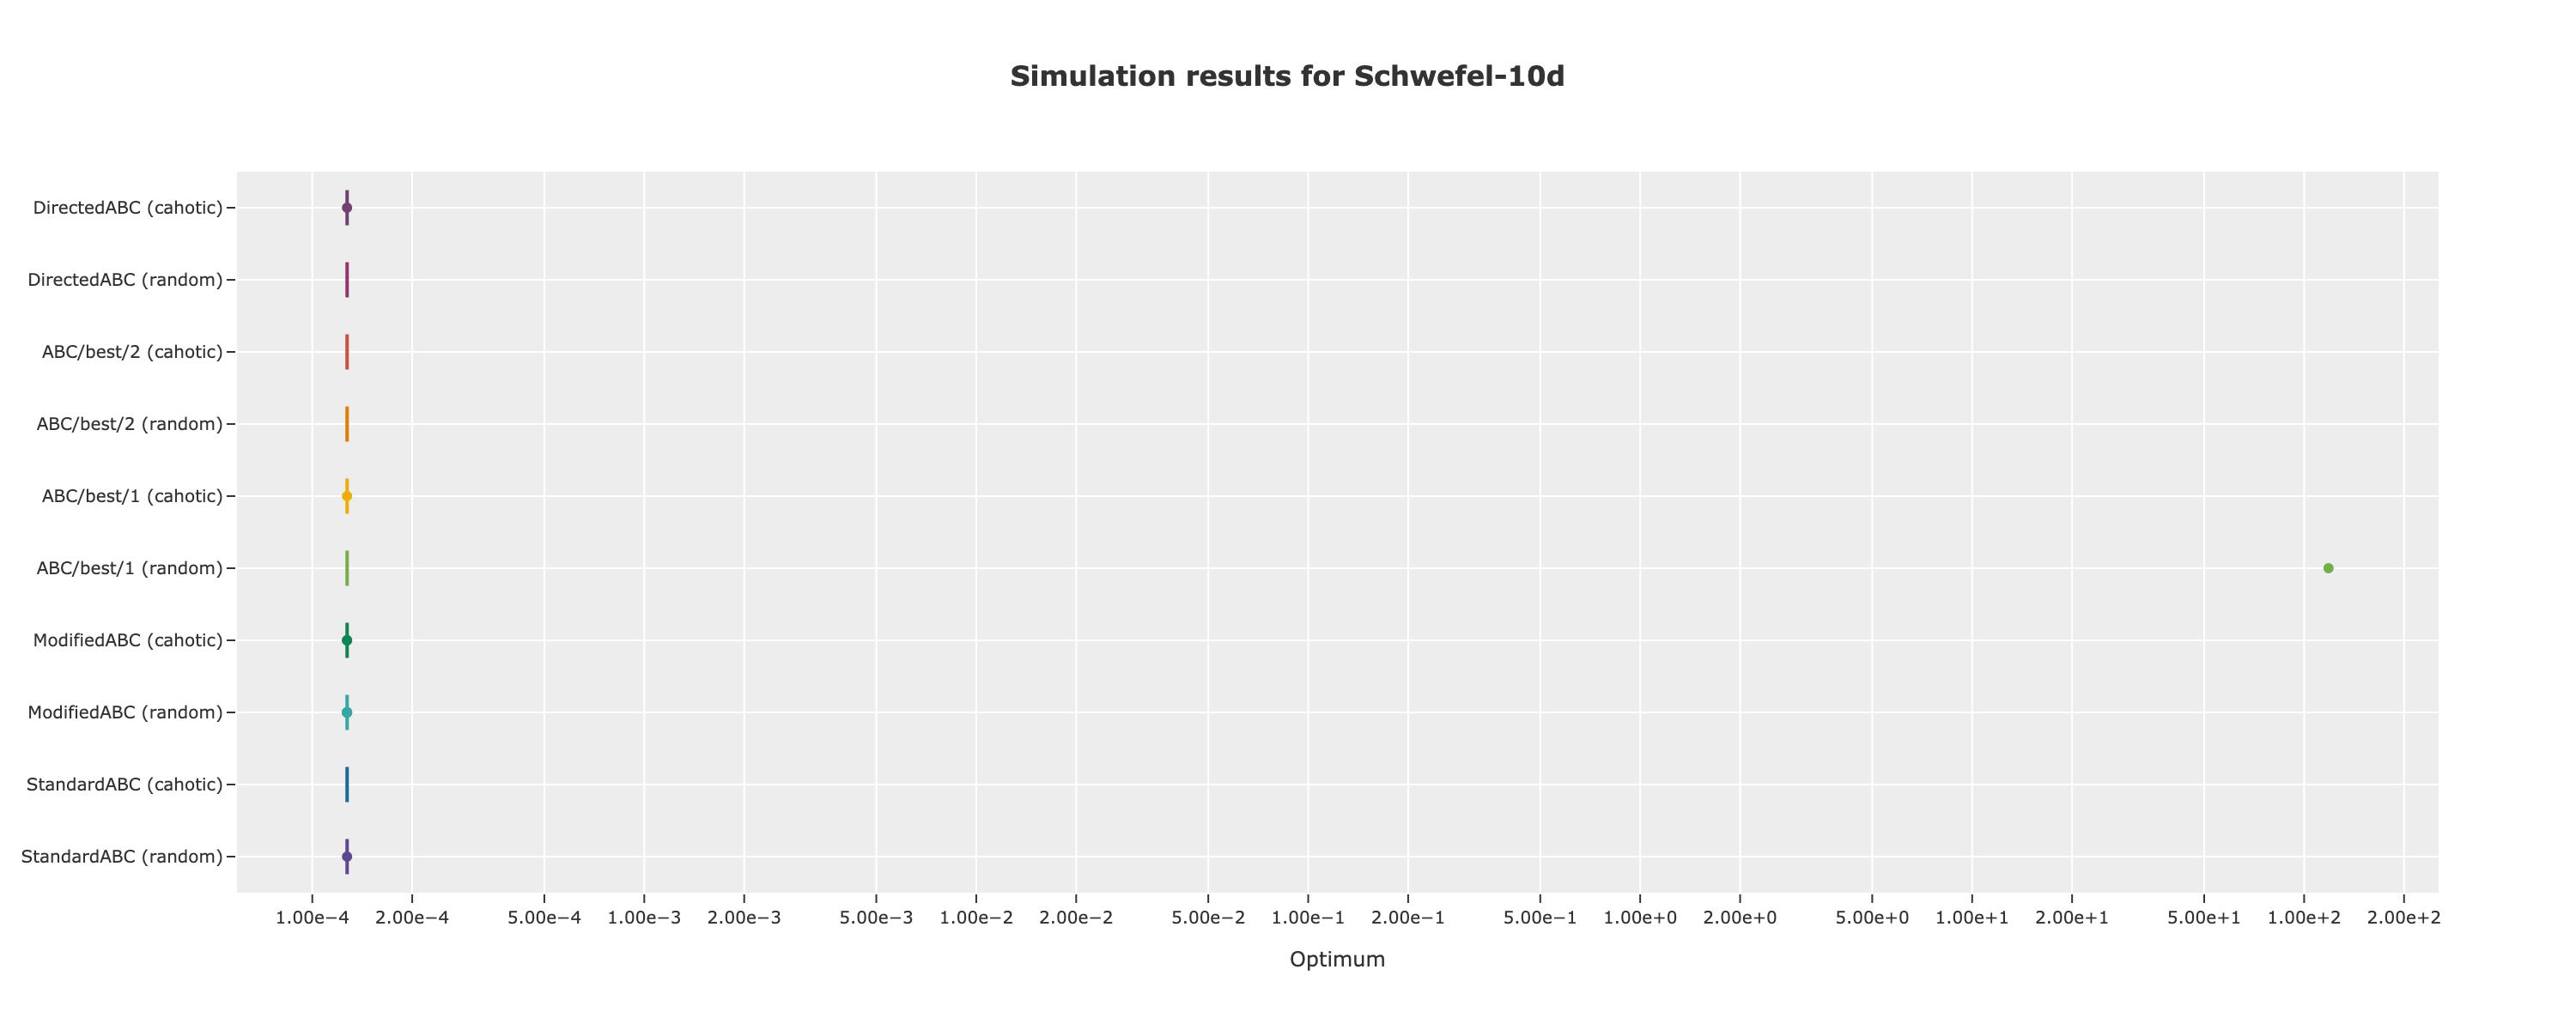 Simulation results for Schwefel-10d
DirectedABC (cahotic)
DirectedABC (random)
ABC/best/2 (cahotic)
ABC/best/2 (random)
ABC/best/1 (cahotic)
ABC/best/1 (random)
ModifiedABC (cahotic)
ModifiedABC (random)
StandardABC (cahotic)
StandardABC (random)
1.00e−4 2.00e−4 5.00e−4 1.00e−3 2.00e−3 5.00e−3 1.00e−2 2.00e−2 5.00e−2 1.00e−1 2.00e−1 5.00e−1 1.00e+0 2.00e+0 5.00e+0 1.00e+1 2.00e+1 5.00e+1 1.00e+2 2.00e+2
Optimum